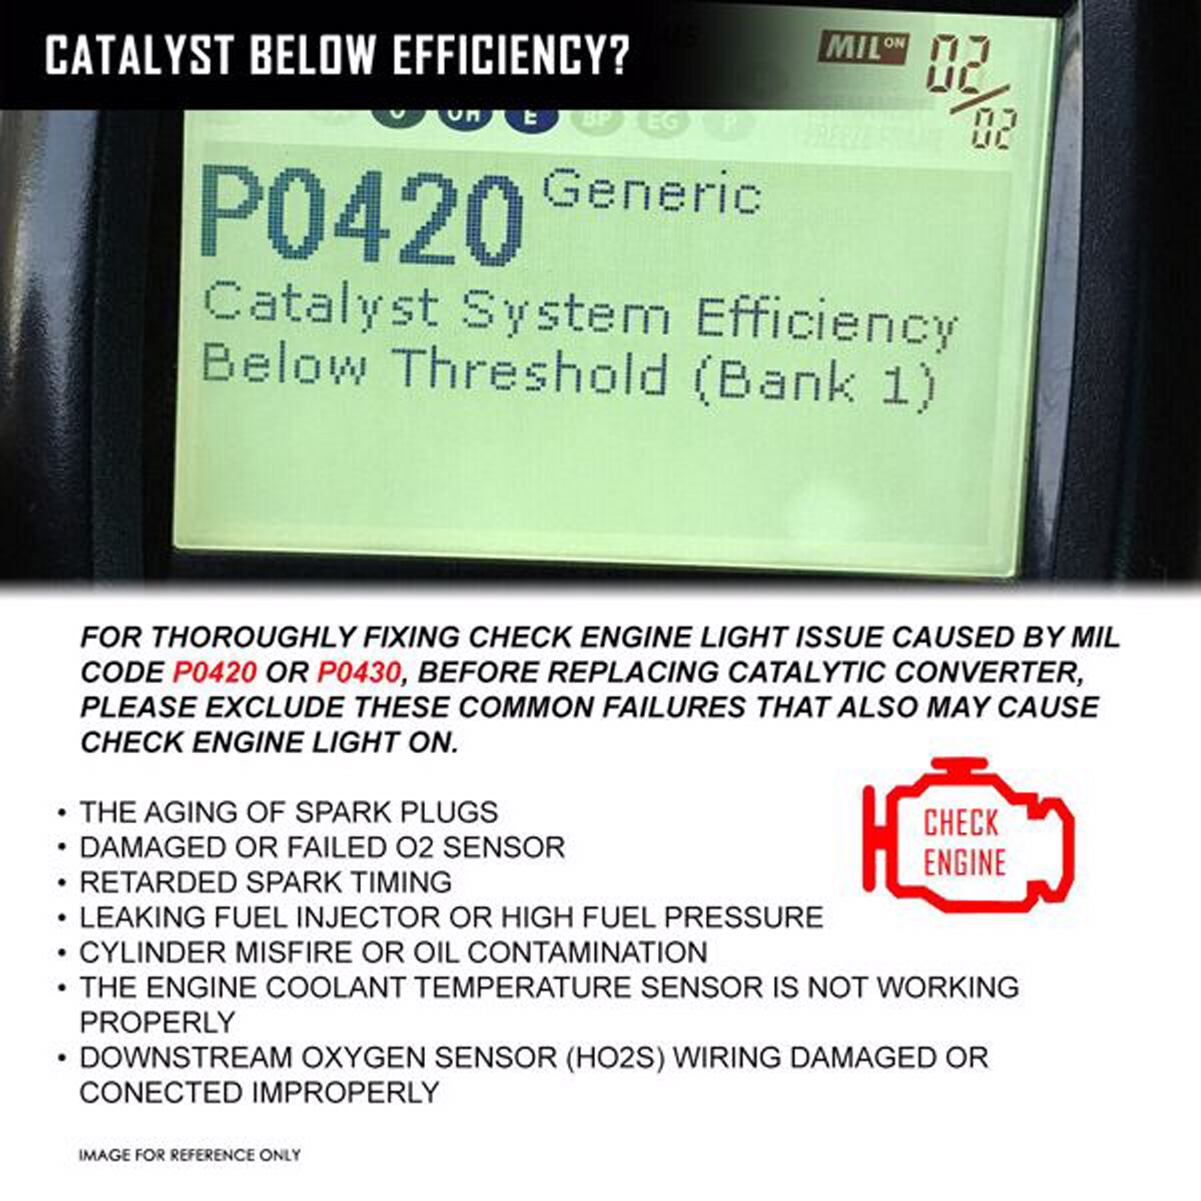 CATALYST BELOW EFFICIENCY?
MIL ON 02/02
O OH E BP EG P
P0420 Generic
Catalyst System Efficiency
Below Threshold (Bank 1)
FOR THOROUGHLY FIXING CHECK ENGINE LIGHT ISSUE CAUSED BY MIL
CODE P0420 OR P0430, BEFORE REPLACING CATALYTIC CONVERTER,
PLEASE EXCLUDE THESE COMMON FAILURES THAT ALSO MAY CAUSE
CHECK ENGINE LIGHT ON.
• THE AGING OF SPARK PLUGS
• DAMAGED OR FAILED O2 SENSOR
• RETARDED SPARK TIMING
• LEAKING FUEL INJECTOR OR HIGH FUEL PRESSURE
• CYLINDER MISFIRE OR OIL CONTAMINATION
• THE ENGINE COOLANT TEMPERATURE SENSOR IS NOT WORKING
PROPERLY
• DOWNSTREAM OXYGEN SENSOR (HO2S) WIRING DAMAGED OR
CONECTED IMPROPERLY
CHECK
ENGINE
IMAGE FOR REFERENCE ONLY